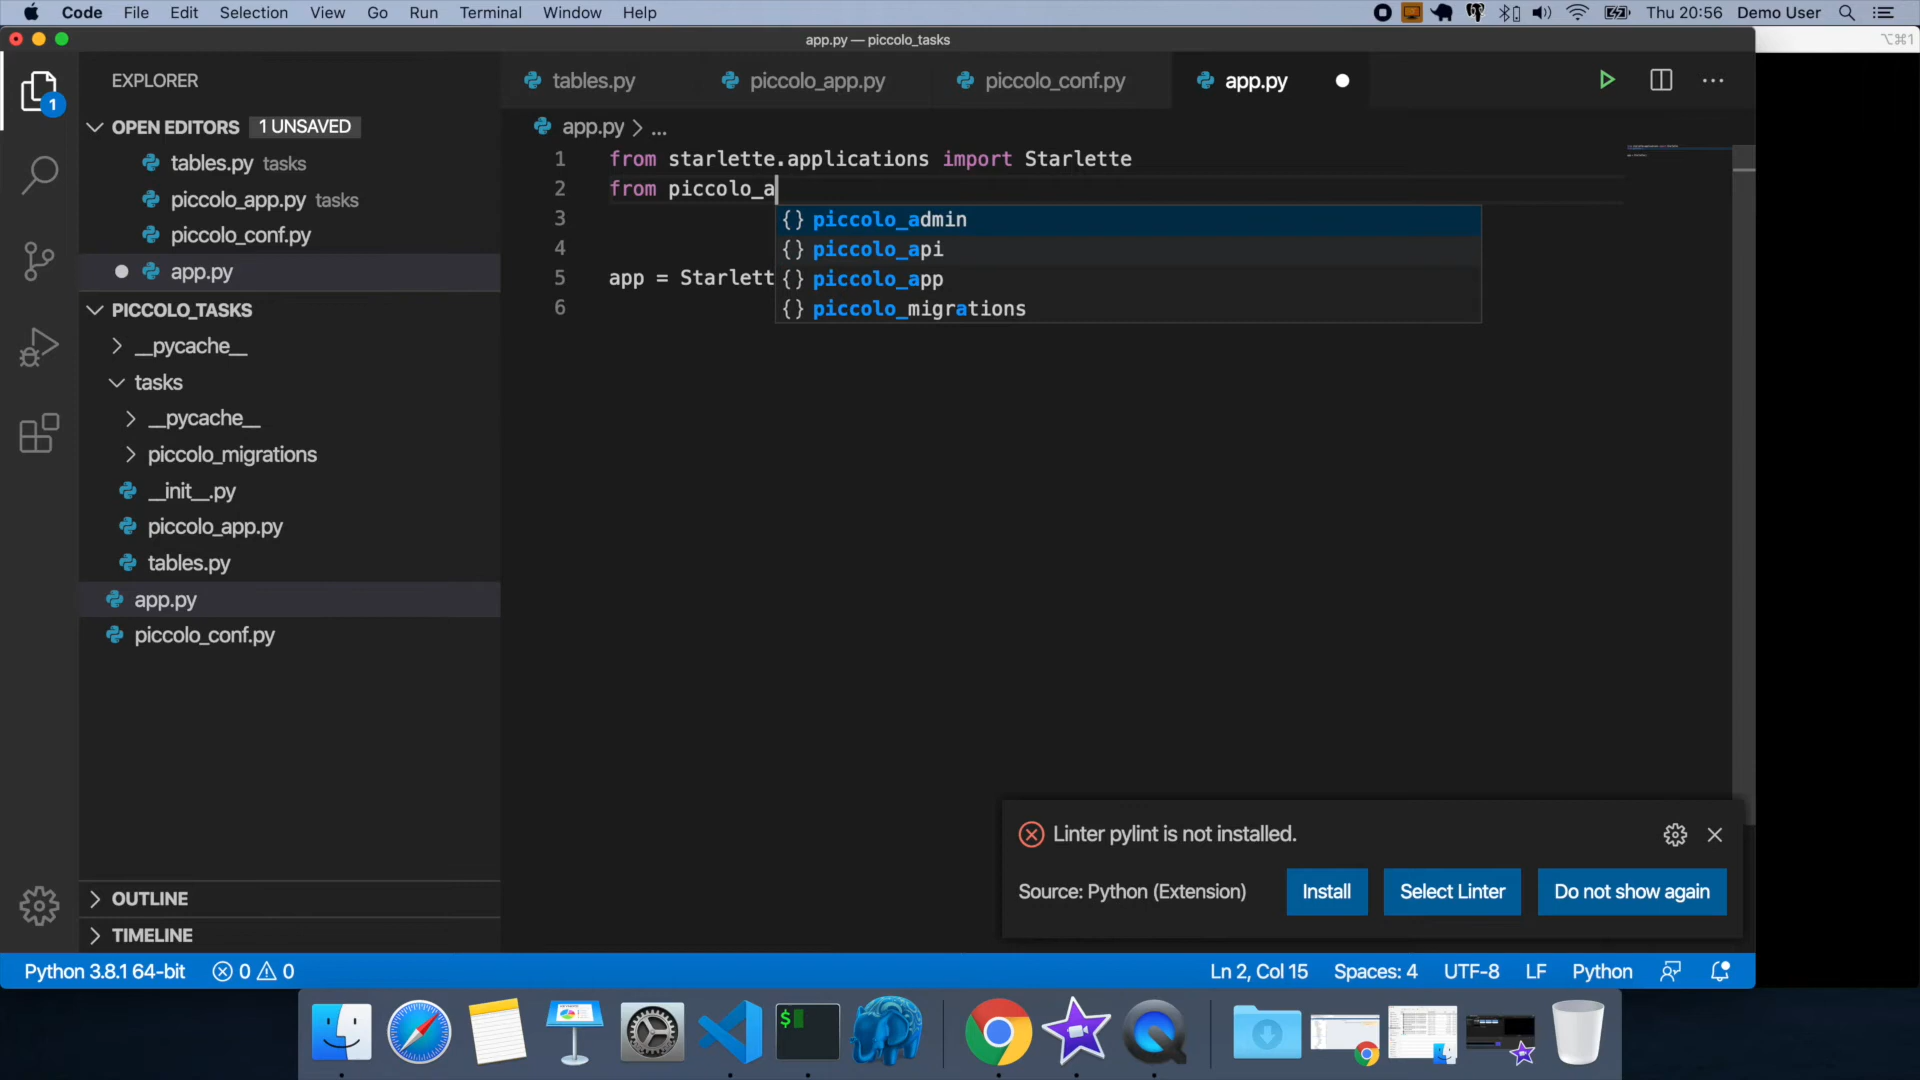 Code File Edit Selection View Go Run Terminal Window Help Thu 20:56 Demo User
app.py — piccolo_tasks
⌥⌘1
EXPLORER
tables.py piccolo_app.py piccolo_conf.py app.py
OPEN EDITORS 1 UNSAVED
app.py > ...
tables.py tasks
piccolo_app.py tasks
piccolo_conf.py
app.py
1 from starlette.applications import Starlette
2 from piccolo_a
3
4
5 app = Starlett
6
{} piccolo_admin
{} piccolo_api
{} piccolo_app
{} piccolo_migrations
PICCOLO_TASKS
__pycache__
tasks
__pycache__
piccolo_migrations
__init__.py
piccolo_app.py
tables.py
app.py
piccolo_conf.py
OUTLINE
TIMELINE
Linter pylint is not installed.
Source: Python (Extension) Install Select Linter Do not show again
1
Python 3.8.1 64-bit 0 0 Ln 2, Col 15 Spaces: 4 UTF-8 LF Python
$